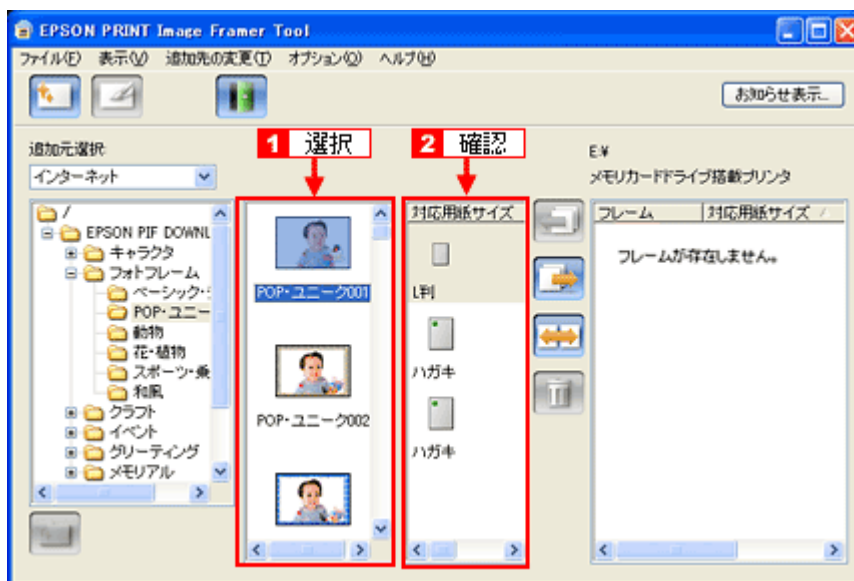 EPSON PRINT Image Framer Tool
ファイル(F) 表示(V) 追加先の変更(T) オプション(O) ヘルプ(H)
お知らせ表示...
1 選択
2 確認
追加元選択
インターネット
E:¥
メモリカードドライブ搭載プリンタ
/
EPSON PIF DOWNL
キャラクタ
フォトフレーム
ベーシック・
POP・ユニー
動物
花・植物
スポーツ・乗
和風
クラフト
イベント
グリーティング
メモリアル
POP・ユニーク001
POP・ユニーク002
対応用紙サイズ
L判
ハガキ
ハガキ
フレーム 対応用紙サイズ
フレームが存在しません。